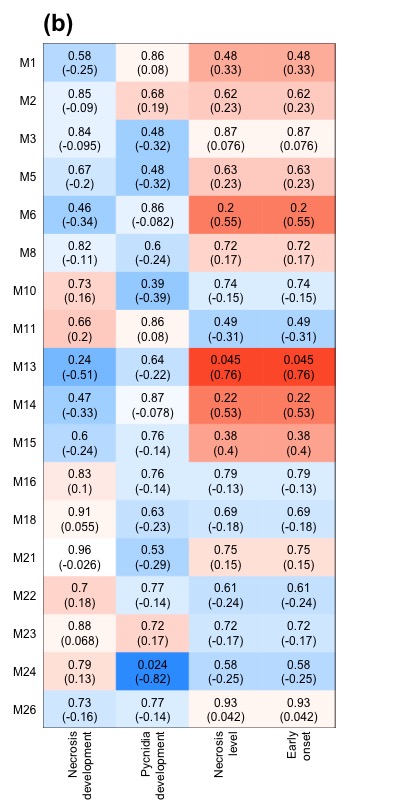 (b)
M1 0.58 0.86 0.48 0.48
(-0.25) (0.08) (0.33) (0.33)
M2 0.85 0.68 0.62 0.62
(-0.09) (0.19) (0.23) (0.23)
M3 0.84 0.48 0.87 0.87
(-0.095) (-0.32) (0.076) (0.076)
M5 0.67 0.48 0.63 0.63
(-0.2) (-0.32) (0.23) (0.23)
M6 0.46 0.86 0.2 0.2
(-0.34) (-0.082) (0.55) (0.55)
M8 0.82 0.6 0.72 0.72
(-0.11) (-0.24) (0.17) (0.17)
M10 0.73 0.39 0.74 0.74
(0.16) (-0.39) (-0.15) (-0.15)
M11 0.66 0.86 0.49 0.49
(0.2) (0.08) (-0.31) (-0.31)
M13 0.24 0.64 0.045 0.045
(-0.51) (-0.22) (0.76) (0.76)
M14 0.47 0.87 0.22 0.22
(-0.33) (-0.078) (0.53) (0.53)
M15 0.6 0.76 0.38 0.38
(-0.24) (-0.14) (0.4) (0.4)
M16 0.83 0.76 0.79 0.79
(0.1) (-0.14) (-0.13) (-0.13)
M18 0.91 0.63 0.69 0.69
(0.055) (-0.23) (-0.18) (-0.18)
M21 0.96 0.53 0.75 0.75
(-0.026) (-0.29) (0.15) (0.15)
M22 0.7 0.77 0.61 0.61
(0.18) (-0.14) (-0.24) (-0.24)
M23 0.88 0.72 0.72 0.72
(0.068) (0.17) (-0.17) (-0.17)
M24 0.79 0.024 0.58 0.58
(0.13) (-0.82) (-0.25) (-0.25)
M26 0.73 0.77 0.93 0.93
(-0.16) (-0.14) (0.042) (0.042)
Necrosis
development
Pycnidia
development
Necrosis
level
Early
onset